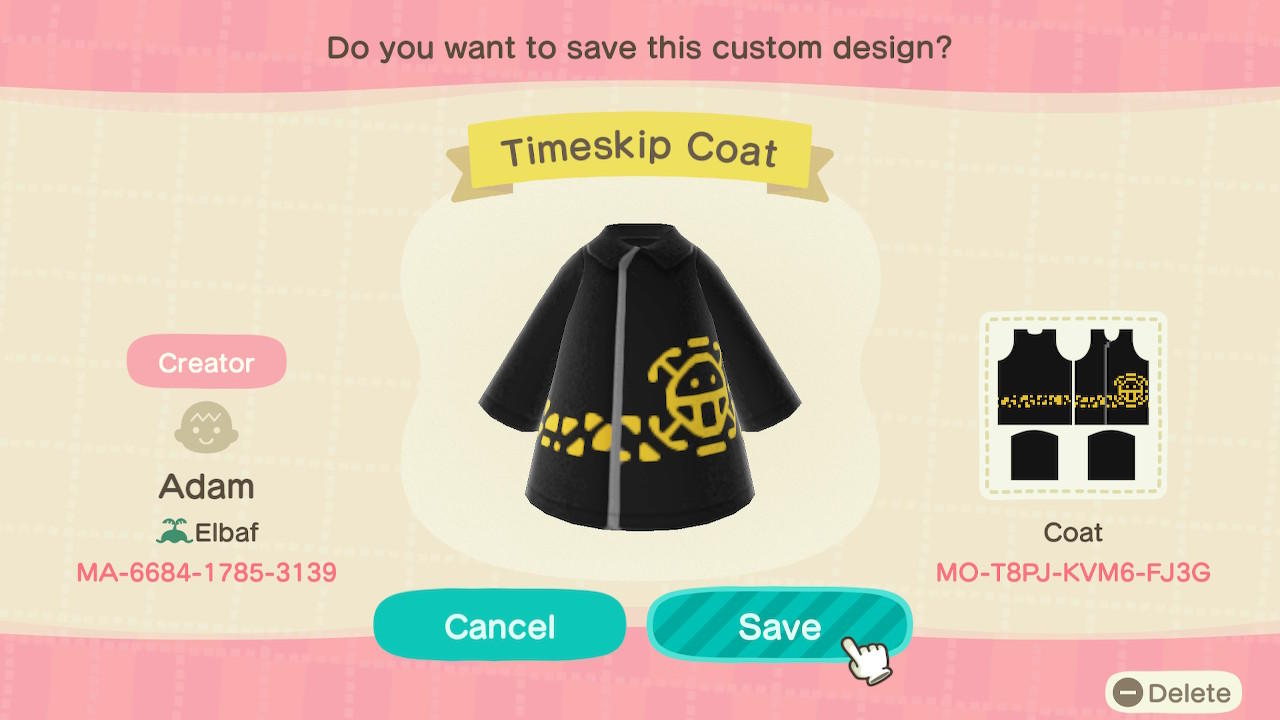 Do you want to save this custom design?
Timeskip Coat
Creator
Adam
Elbaf
MA-6684-1785-3139
Coat
MO-T8PJ-KVM6-FJ3G
Cancel
Save
Delete